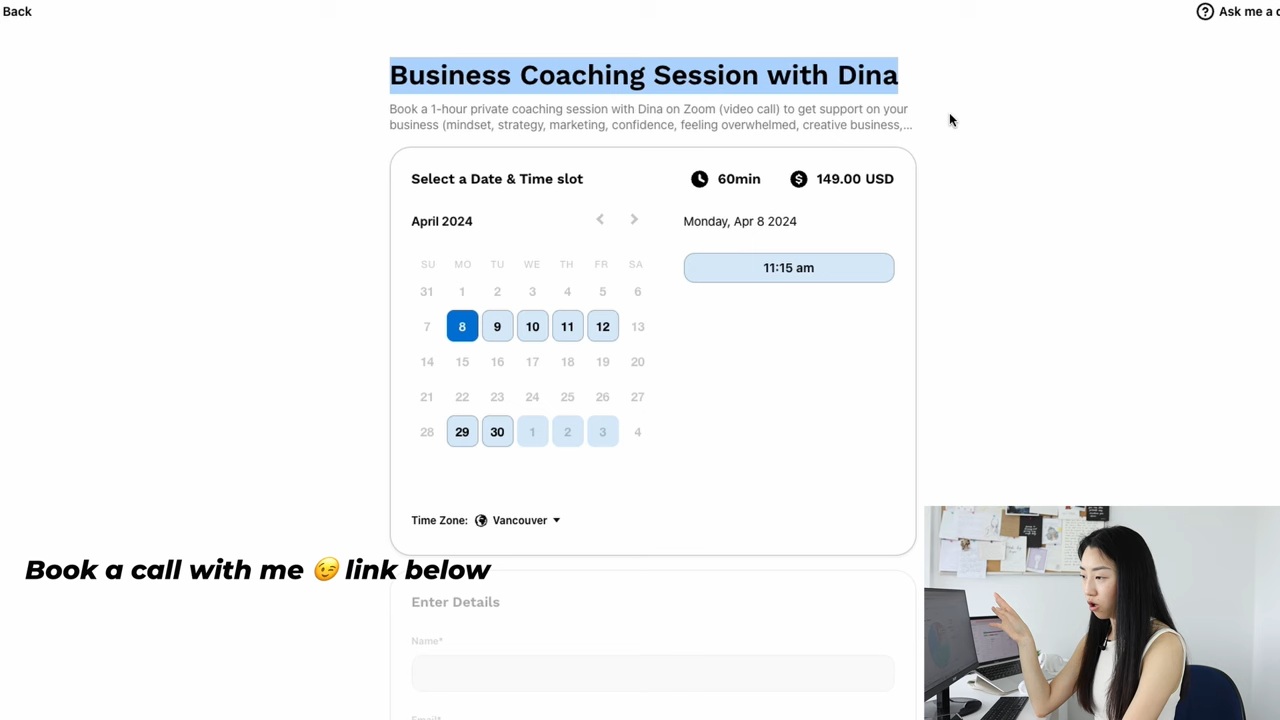 Back
Ask me a
Business Coaching Session with Dina
Book a 1-hour private coaching session with Dina on Zoom (video call) to get support on your
business (mindset, strategy, marketing, confidence, feeling overwhelmed, creative business,...
Select a Date & Time slot
60min
149.00 USD
April 2024
Monday, Apr 8 2024
SU MO TU WE TH FR SA
11:15 am
31 1 2 3 4 5 6
7 8 9 10 11 12 13
14 15 16 17 18 19 20
21 22 23 24 25 26 27
28 29 30 1 2 3 4
Time Zone: Vancouver
Book a call with me 😉 link below
Enter Details
Name*
Email*